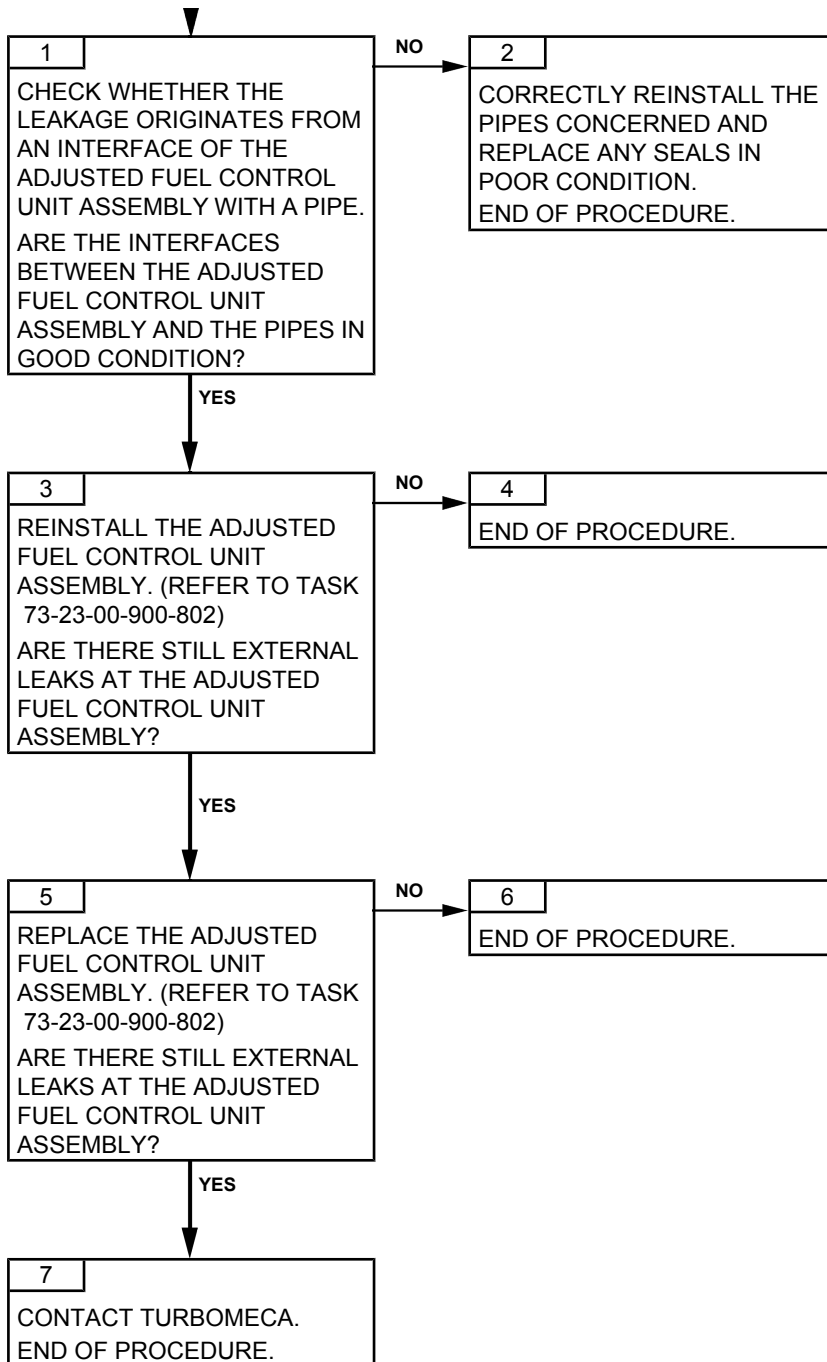 1
CHECK WHETHER THE
LEAKAGE ORIGINATES FROM
AN INTERFACE OF THE
ADJUSTED FUEL CONTROL
UNIT ASSEMBLY WITH A PIPE.
ARE THE INTERFACES
BETWEEN THE ADJUSTED
FUEL CONTROL UNIT
ASSEMBLY AND THE PIPES IN
GOOD CONDITION?
NO
2
CORRECTLY REINSTALL THE
PIPES CONCERNED AND
REPLACE ANY SEALS IN
POOR CONDITION.
END OF PROCEDURE.
YES
3
REINSTALL THE ADJUSTED
FUEL CONTROL UNIT
ASSEMBLY. (REFER TO TASK
73-23-00-900-802)
ARE THERE STILL EXTERNAL
LEAKS AT THE ADJUSTED
FUEL CONTROL UNIT
ASSEMBLY?
NO
4
END OF PROCEDURE.
YES
5
REPLACE THE ADJUSTED
FUEL CONTROL UNIT
ASSEMBLY. (REFER TO TASK
73-23-00-900-802)
ARE THERE STILL EXTERNAL
LEAKS AT THE ADJUSTED
FUEL CONTROL UNIT
ASSEMBLY?
NO
6
END OF PROCEDURE.
YES
7
CONTACT TURBOMECA.
END OF PROCEDURE.